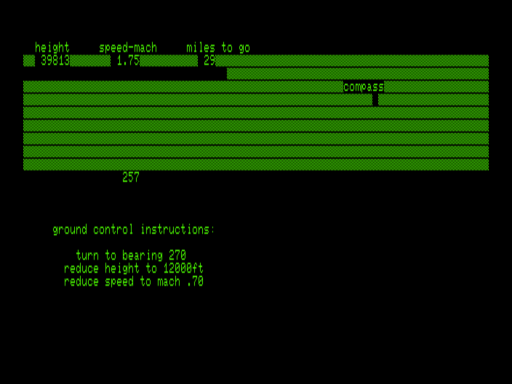 height speed-mach miles to go
39813 1.75 29
compass
257
ground control instructions:
turn to bearing 270
reduce height to 12000ft
reduce speed to mach .70